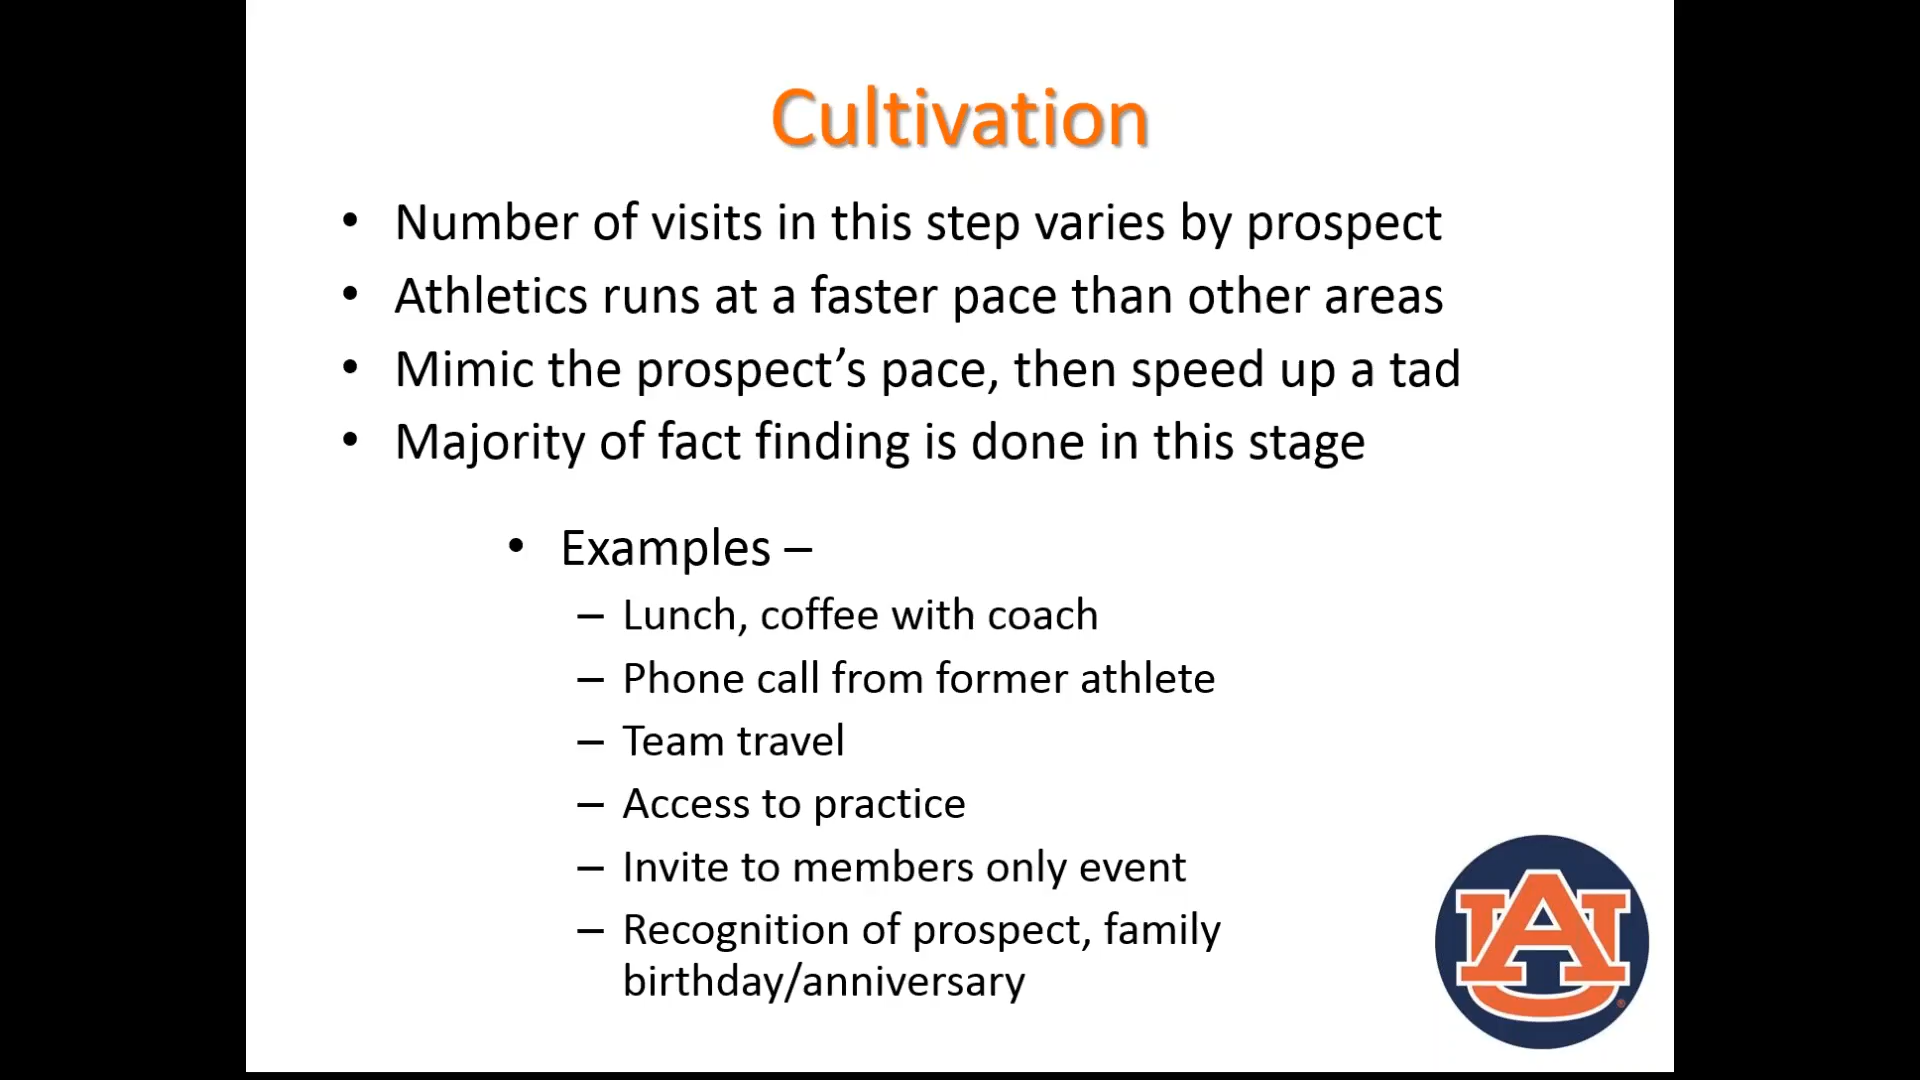 Cultivation
• Number of visits in this step varies by prospect
• Athletics runs at a faster pace than other areas
• Mimic the prospect’s pace, then speed up a tad
• Majority of fact finding is done in this stage
• Examples –
– Lunch, coffee with coach
– Phone call from former athlete
– Team travel
– Access to practice
– Invite to members only event
– Recognition of prospect, family
birthday/anniversary
AU